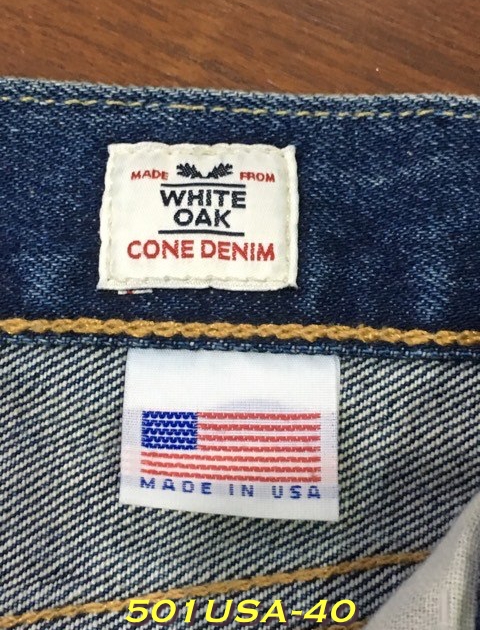 MADE FROM
WHITE
OAK
CONE DENIM
MADE IN USA
501USA-40